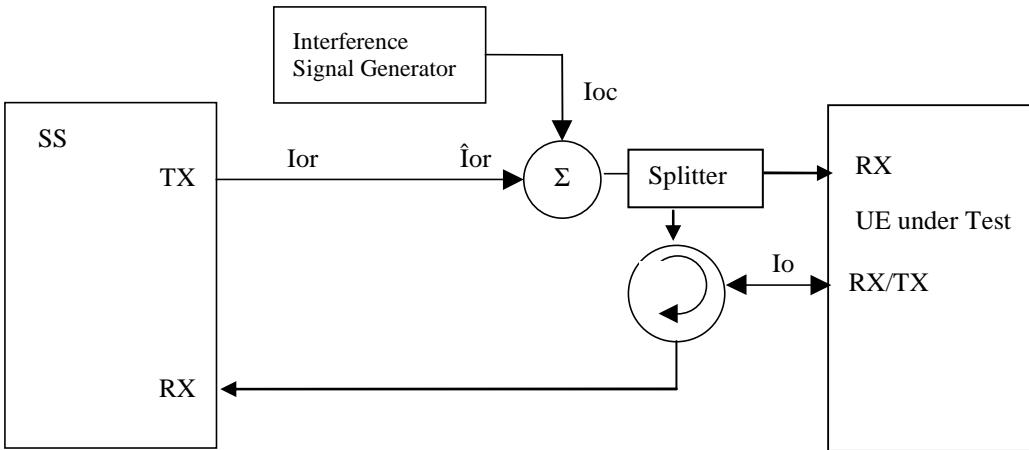 Interference
Signal Generator
Ioc
SS
TX
Ior
Îor
Σ
Splitter
RX
UE under Test
Io
RX/TX
RX